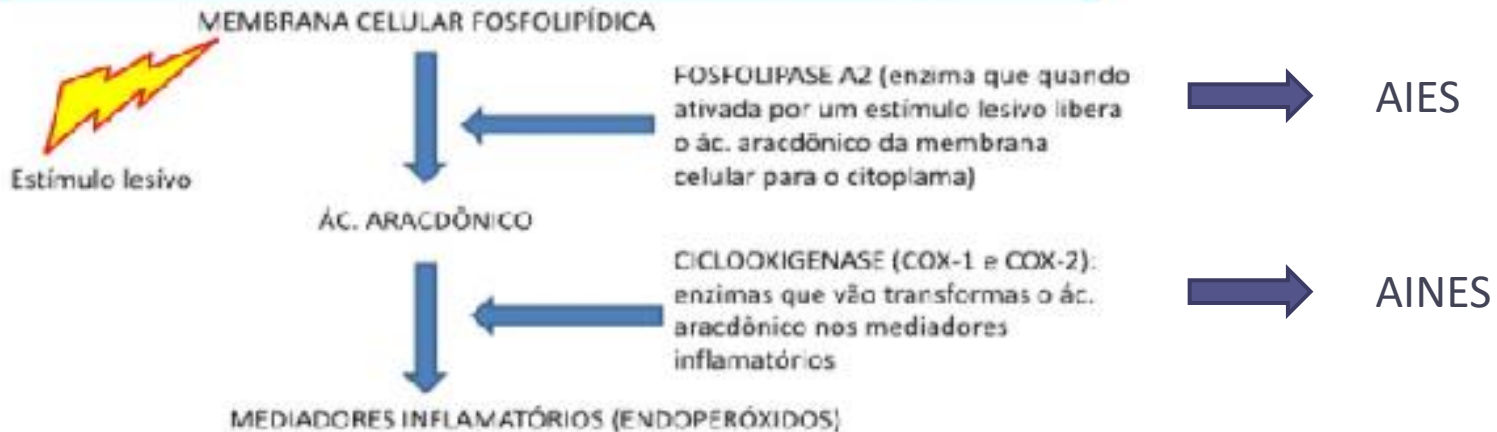 MEMBRANA CELULAR FOSFOLIPÍDICA
FOSFOLIPASE A2 (enzima que quando
ativada por um estímulo lesivo libera
o ác. aracdônico da membrana
celular para o citoplama)
AIES
Estímulo lesivo
ÁC. ARACDÔNICO
CICLOOXIGENASE (COX-1 e COX-2):
enzimas que vão transformas o ác.
aracdônico nos mediadores
inflamatórios
AINES
MEDIADORES INFLAMATÓRIOS (ENDOPERÓXIDOS)